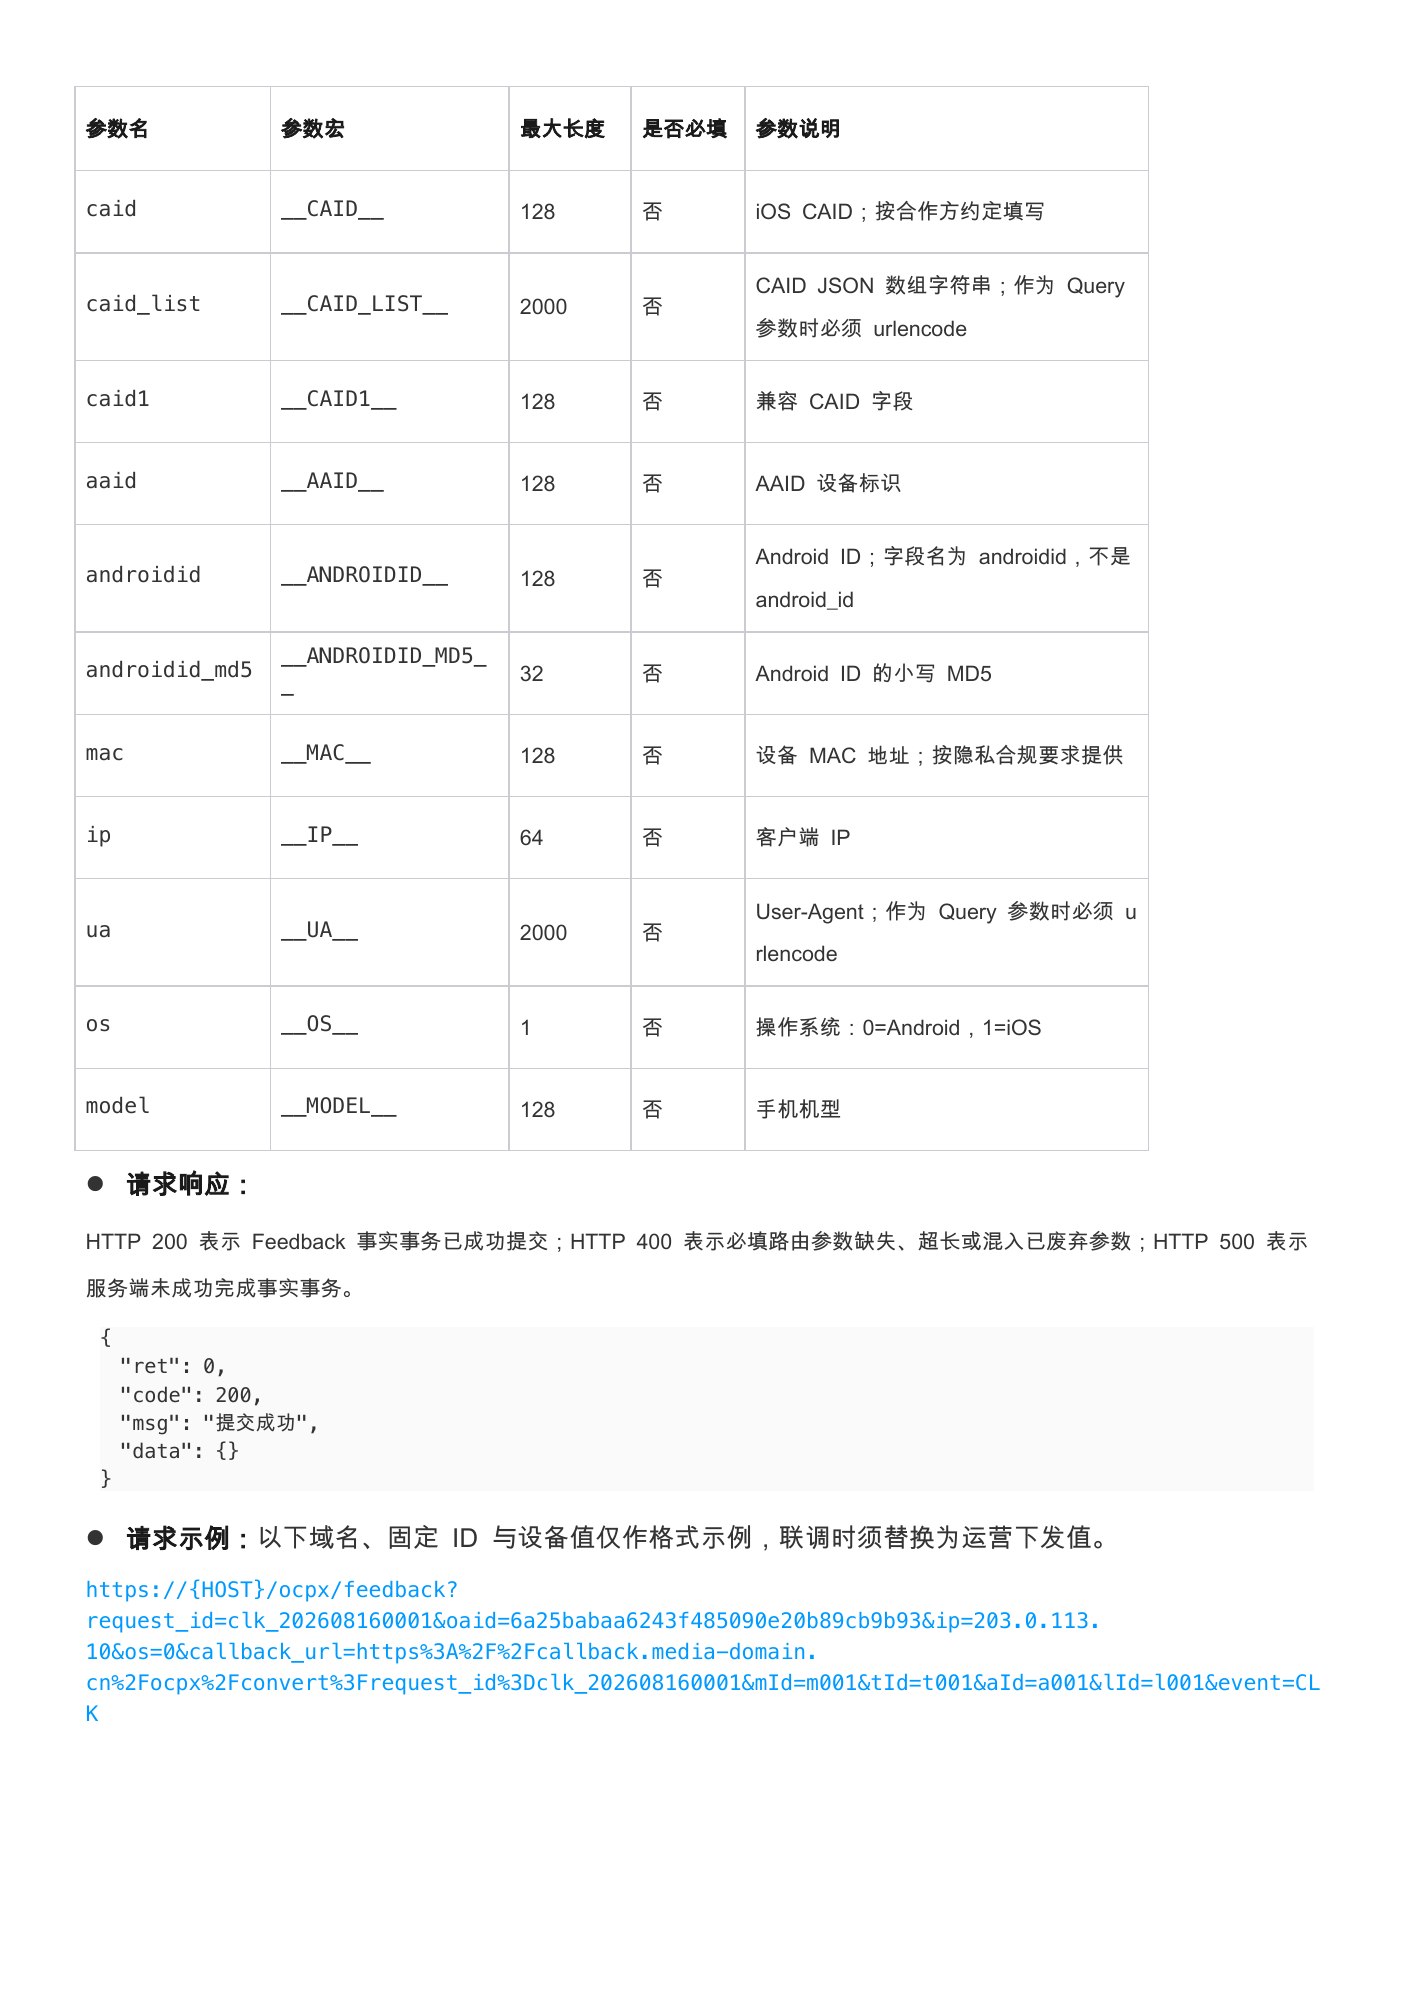 参数名 参数宏 最大长度 是否必填 参数说明
caid __CAID__ 128 否 iOS CAID；按合作方约定填写
caid_list __CAID_LIST__ 2000 否 CAID JSON 数组字符串；作为 Query
参数时必须 urlencode
caid1 __CAID1__ 128 否 兼容 CAID 字段
aaid __AAID__ 128 否 AAID 设备标识
androidid __ANDROIDID__ 128 否 Android ID；字段名为 androidid，不是
android_id
androidid_md5 __ANDROIDID_MD5_
_ 32 否 Android ID 的小写 MD5
mac __MAC__ 128 否 设备 MAC 地址；按隐私合规要求提供
ip __IP__ 64 否 客户端 IP
ua __UA__ 2000 否 User-Agent；作为 Query 参数时必须 u
rlencode
os __OS__ 1 否 操作系统：0=Android，1=iOS
model __MODEL__ 128 否 手机机型
● 请求响应：
HTTP 200 表示 Feedback 事实事务已成功提交；HTTP 400 表示必填路由参数缺失、超长或混入已废弃参数；HTTP 500 表示
服务端未成功完成事实事务。
{
"ret": 0,
"code": 200,
"msg": "提交成功",
"data": {}
}
● 请求示例：以下域名、固定 ID 与设备值仅作格式示例，联调时须替换为运营下发值。
https://{HOST}/ocpx/feedback?
request_id=clk_202608160001&oaid=6a25babaa6243f485090e20b89cb9b93&ip=203.0.113.
10&os=0&callback_url=https%3A%2F%2Fcallback.media-domain.
cn%2Focpx%2Fconvert%3Frequest_id%3Dclk_202608160001&mId=m001&tId=t001&aId=a001&lId=l001&event=CL
K